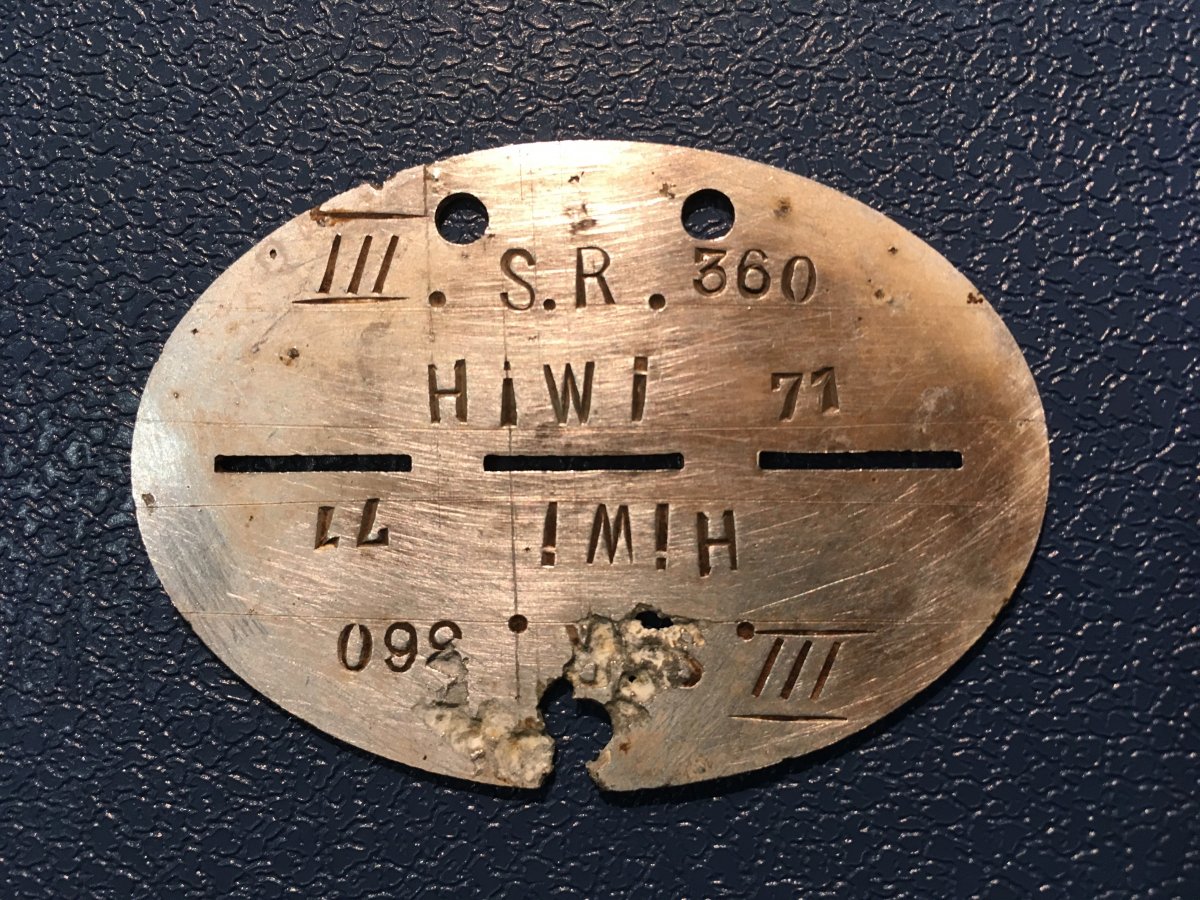 III. S.R. 360
HiWi 71
HiWi 71
III. 360